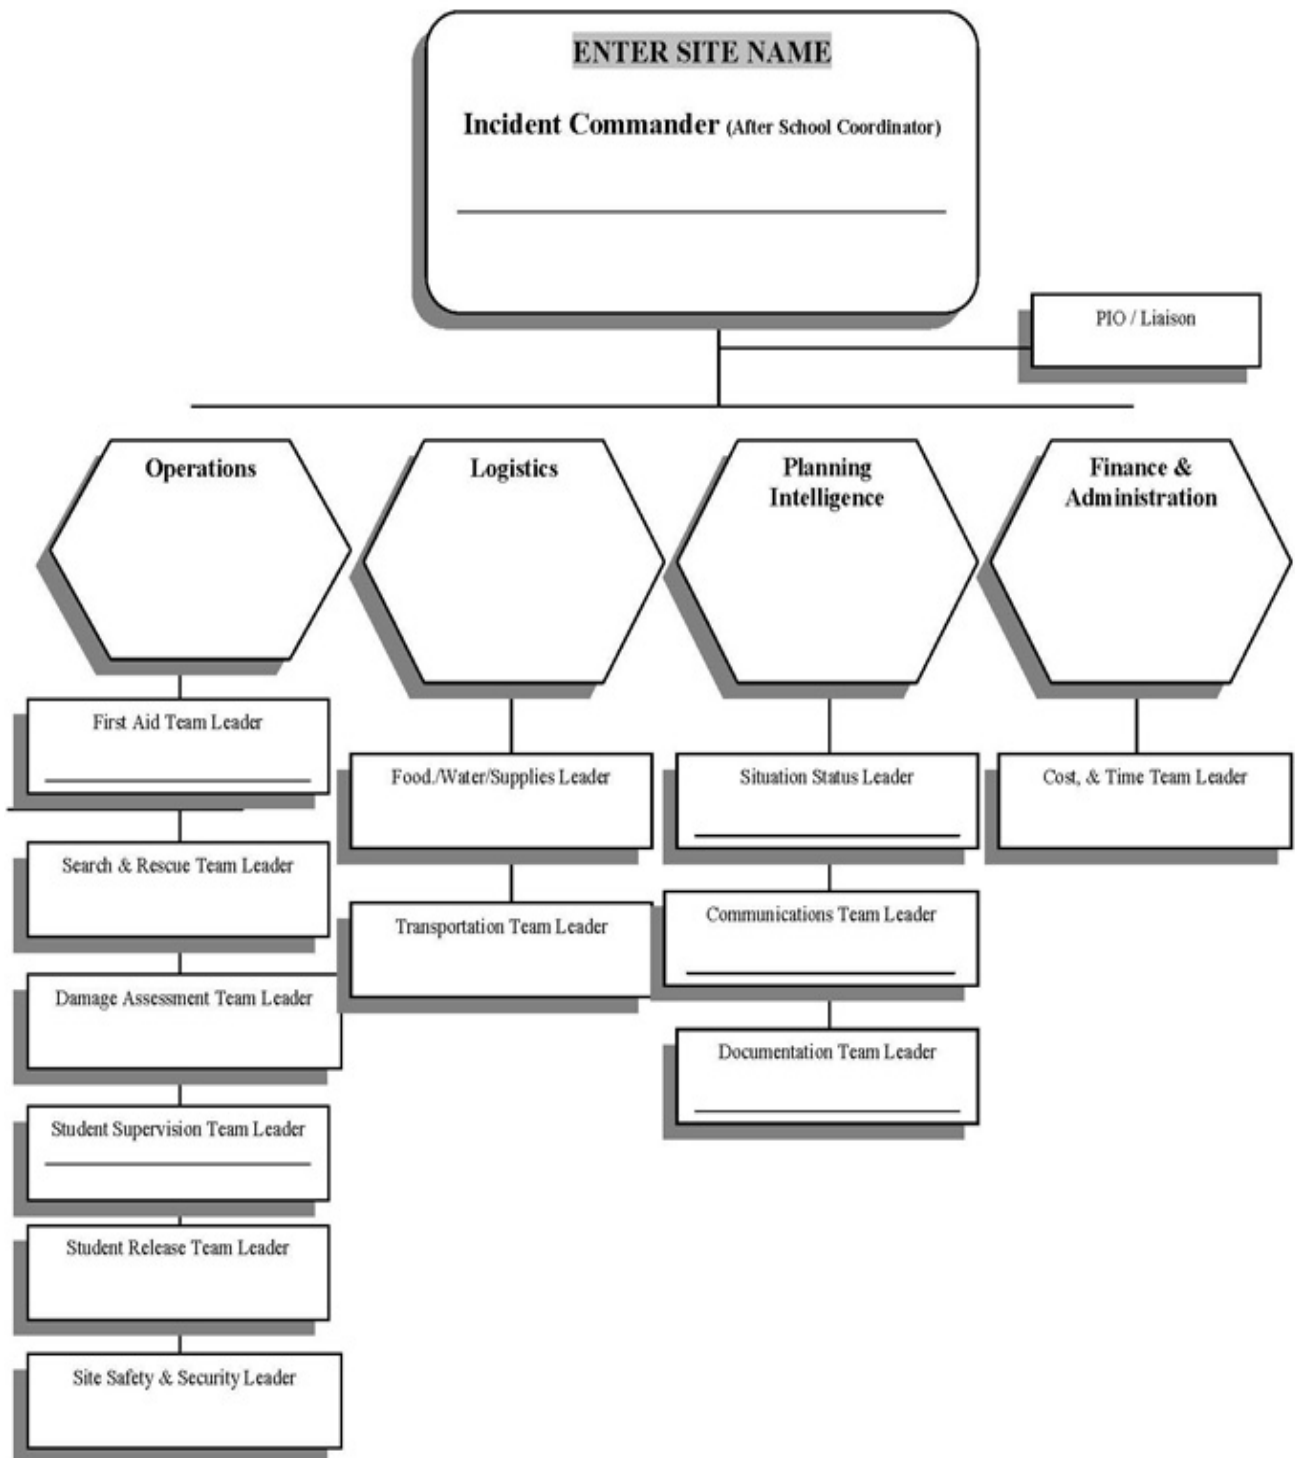 ENTER SITE NAME
Incident Commander (After School Coordinator)
PIO / Liaison
Operations
First Aid Team Leader
Search & Rescue Team Leader
Damage Assessment Team Leader
Student Supervision Team Leader
Student Release Team Leader
Site Safety & Security Leader
Logistics
Food./Water/Supplies Leader
Transportation Team Leader
Planning
Intelligence
Situation Status Leader
Communications Team Leader
Documentation Team Leader
Finance &
Administration
Cost, & Time Team Leader